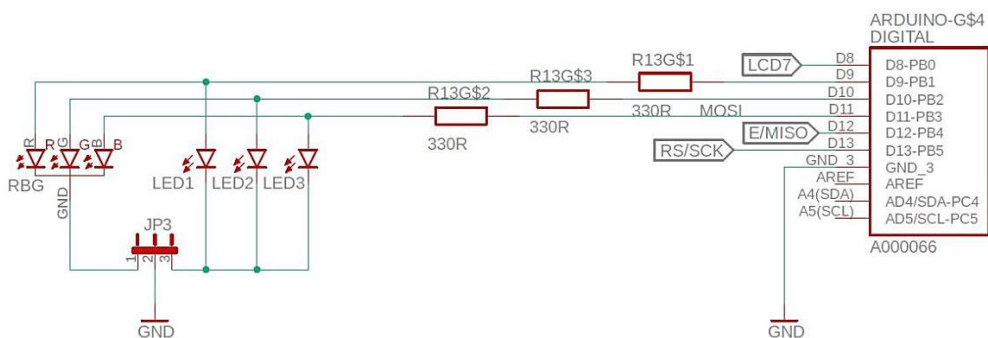 ARDUINO-G$4
DIGITAL
LCD7
D8
D8-PB0
R13G$1
D9
D9-PB1
R13G$3
D10
D10-PB2
R13G$2
330R
MOSI
D11
D11-PB3
330R
E/MISO
D12
D12-PB4
330R
RS/SCK
D13
D13-PB5
GND_3
GND_3
AREF
AREF
A4(SDA)
AD4/SDA-PC4
A5(SCL)
AD5/SCL-PC5
A000066
R
R
G
G
B
B
RBG
LED1
LED2
LED3
GND
JP3
1
2
3
GND
GND